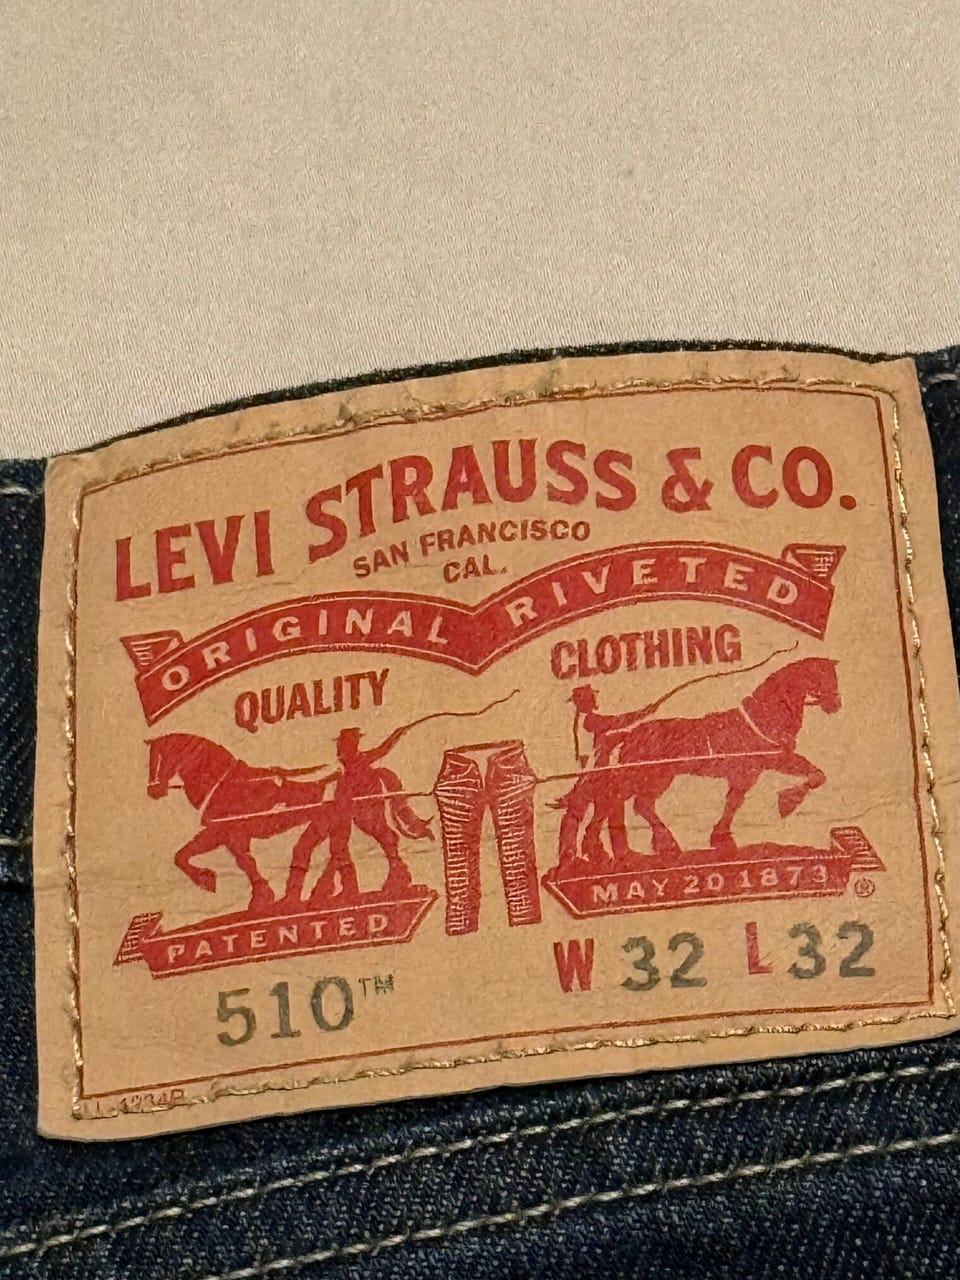 LEVI STRAUSS & CO.
SAN FRANCISCO
CAL.
ORIGINAL RIVETED
QUALITY CLOTHING
PATENTED MAY 20 1873 ®
510™ W 32 L 32